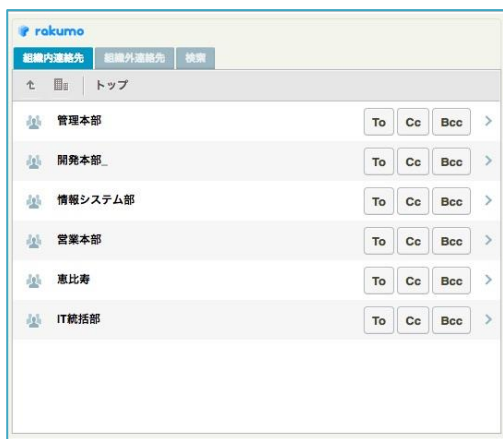 rakumo
組織内連絡先 組織外連絡先 検索
トップ
管理本部 To Cc Bcc
開発本部_ To Cc Bcc
情報システム部 To Cc Bcc
営業本部 To Cc Bcc
恵比寿 To Cc Bcc
IT統括部 To Cc Bcc